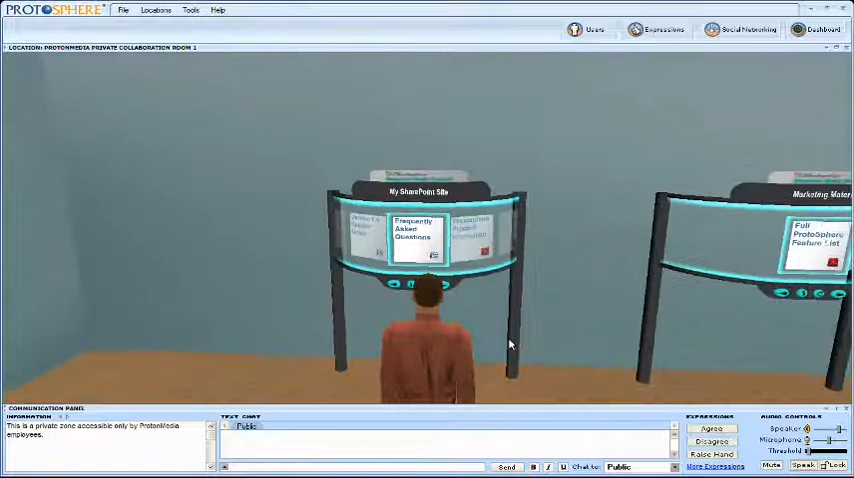 PROTOSPHERE
File Locations Tools Help
Users Expressions Social Networking Dashboard
LOCATION: PROTONMEDIA PRIVATE COLLABORATION ROOM 1
My SharePoint Site
Frequently
Asked
Questions
Product
Information
Marketing Mater
Full
ProtoSphere
Feature List
COMMUNICATION PANEL
INFORMATION
This is a private zone accessible only by ProtonMedia
employees.
TEXT CHAT
Public
Send B I U Chat to: Public
EXPRESSIONS
Agree
Disagree
Raise Hand
More Expressions
AUDIO CONTROLS
Speaker
Microphone
Threshold
Mute Speak Lock